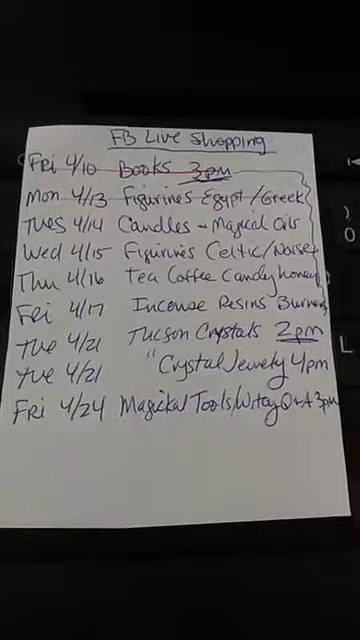 FB Live Shopping
Fri 4/10 Books 3pm
Mon 4/13 Figurines Egypt/Greek
Tues 4/14 Candles - Magical Oils
Wed 4/15 Figurines Celtic/Norse
Thu 4/16 Tea Coffee Candy honey
Fri 4/17 Incense Resins Burners
Tue 4/21 Tucson Crystals 2pm
Tue 4/21 " Crystal Jewelry 4pm
Fri 4/24 Magickal Tools/Witchy Q+A 3pm